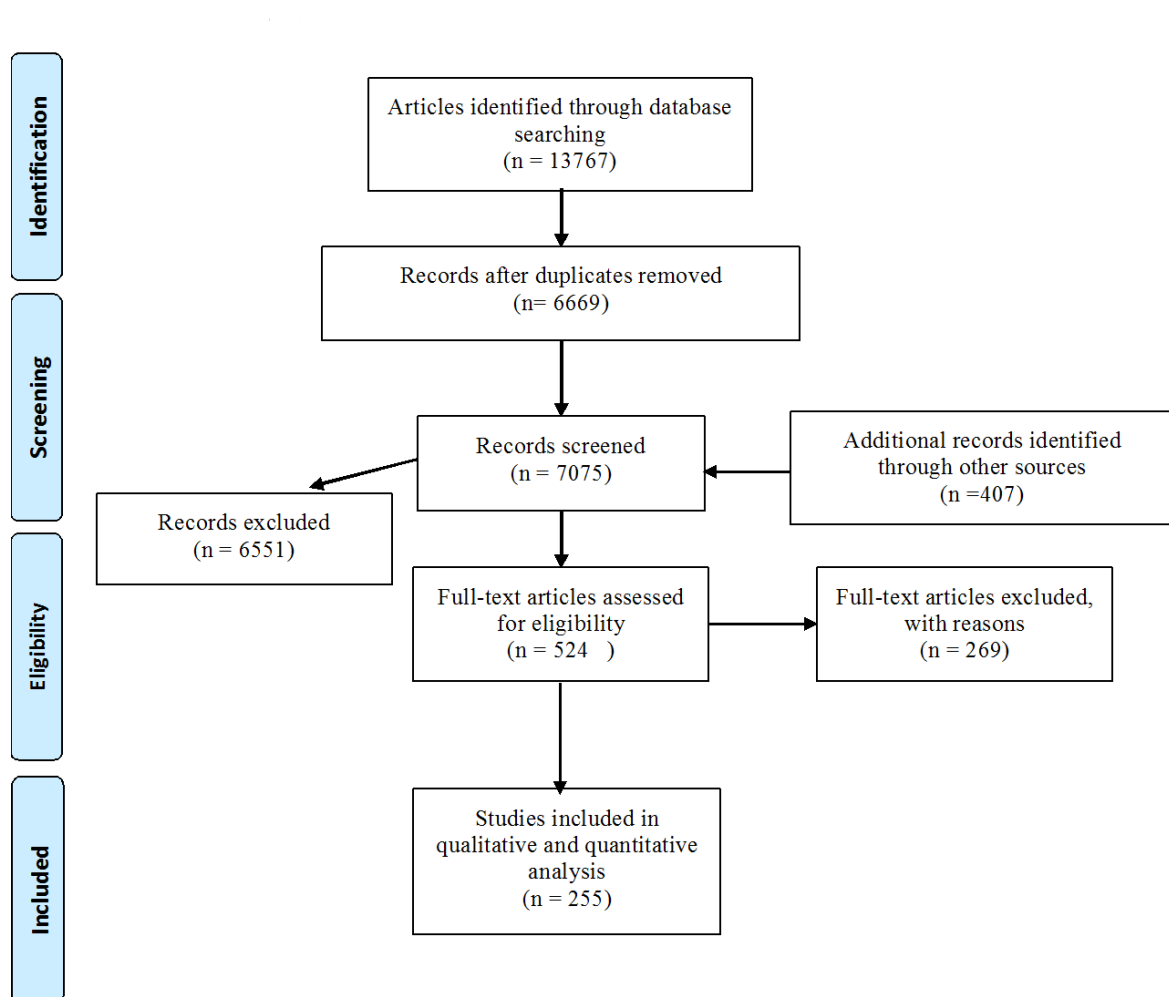 Identification
Articles identified through database
searching
(n = 13767)
Records after duplicates removed
(n= 6669)
Screening
Records screened
(n = 7075)
Additional records identified
through other sources
(n =407)
Records excluded
(n = 6551)
Eligibility
Full-text articles assessed
for eligibility
(n = 524   )
Full-text articles excluded,
with reasons
(n = 269)
Included
Studies included in
qualitative and quantitative
analysis
(n = 255)